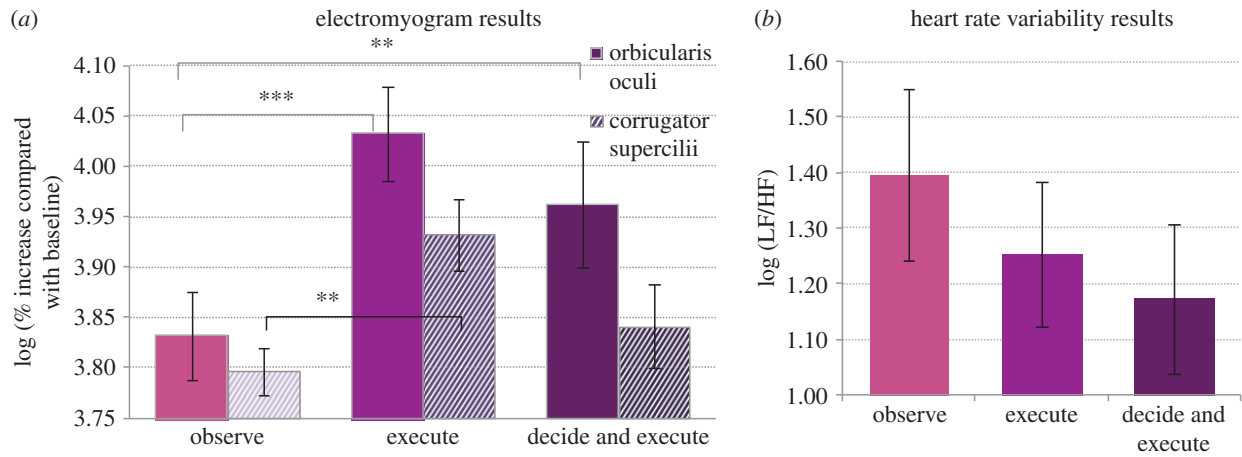 (a)
electromyogram results
log (% increase compared
with baseline)
4.10
4.05
4.00
3.95
3.90
3.85
3.80
3.75
**
***
**
orbicularis
oculi
corrugator
supercilii
observe
execute
decide and execute
(b)
heart rate variability results
log (LF/HF)
1.60
1.50
1.40
1.30
1.20
1.10
1.00
observe
execute
decide and
execute